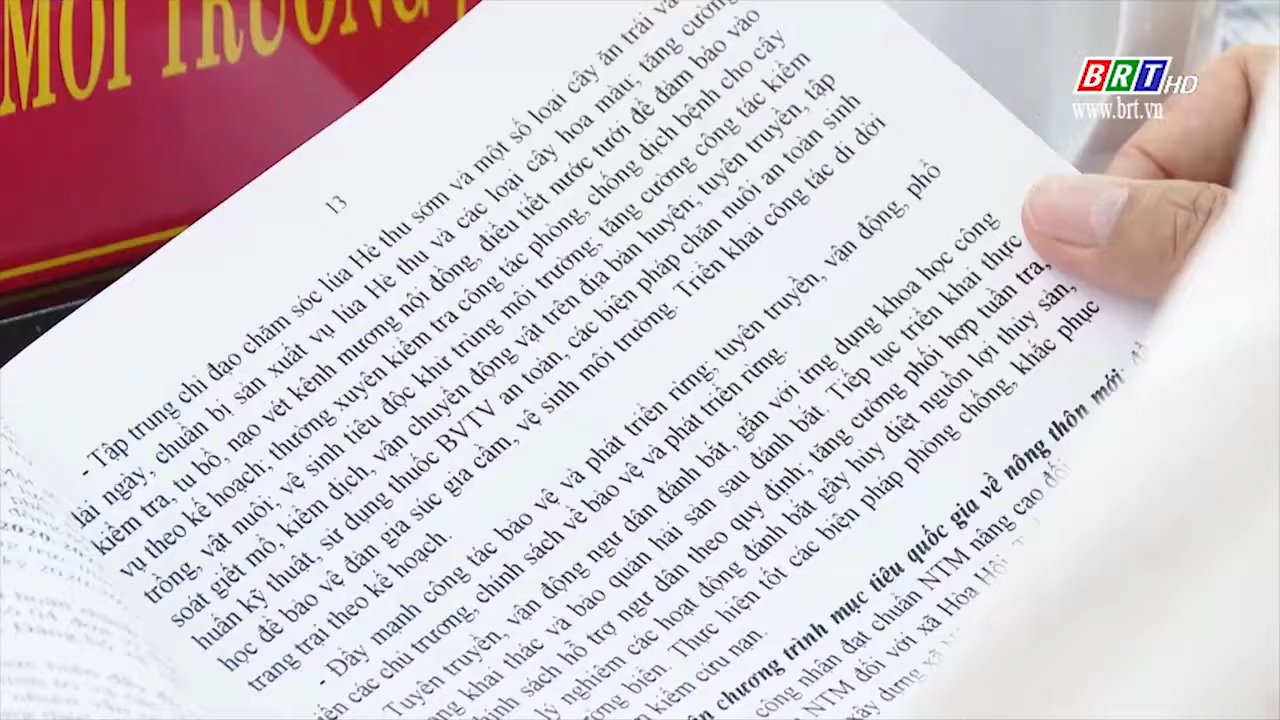 MÔI TRƯỜNG
BRT HD
www.brt.vn
13
- Tập trung chỉ đạo chăm sóc lúa Hè thu sớm và một số loại cây ăn trái và
lài ngày, chuẩn bị sản xuất vụ lúa Hè thu và các loại cây hoa màu; tăng cường
kiểm tra, tu bổ, nạo vét kênh mương nội đồng, điều tiết nước tưới để đảm bảo vào
vụ theo kế hoạch; thường xuyên kiểm tra công tác phòng, chống dịch bệnh cho cây
trồng, vật nuôi; vệ sinh tiêu độc khử trùng môi trường, tăng cường công tác kiểm
soát giết mổ, kiểm dịch, vận chuyển động vật trên địa bàn huyện; tuyên truyền, tập
huấn kỹ thuật, sử dụng thuốc BVTV an toàn, các biện pháp chăn nuôi an toàn sinh
học để bảo vệ đàn gia súc gia cầm, vệ sinh môi trường. Triển khai công tác di dời
trang trại theo kế hoạch.
- Đẩy mạnh công tác bảo vệ và phát triển rừng; tuyên truyền, vận động, phổ
iến các chủ trương, chính sách về bảo vệ và phát triển rừng.
Tuyên truyền, vận động ngư dân đánh bắt, gắn với ứng dụng khoa học công
ong khai thác và bảo quản hải sản sau đánh bắt. Tiếp tục triển khai thực
hính sách hỗ trợ ngư dân theo quy định; tăng cường phối hợp tuần tra,
lý nghiêm các hoạt động đánh bắt gây hủy diệt nguồn lợi thủy sản,
ường biển. Thực hiện tốt các biện pháp phòng chống, khắc phục
m kiếm cứu nạn.
ện chương trình mục tiêu quốc gia về nông thôn mới
công nhận đạt chuẩn NTM nâng cao đối
NTM đối với xã Hòa Hội
xây dựng xã